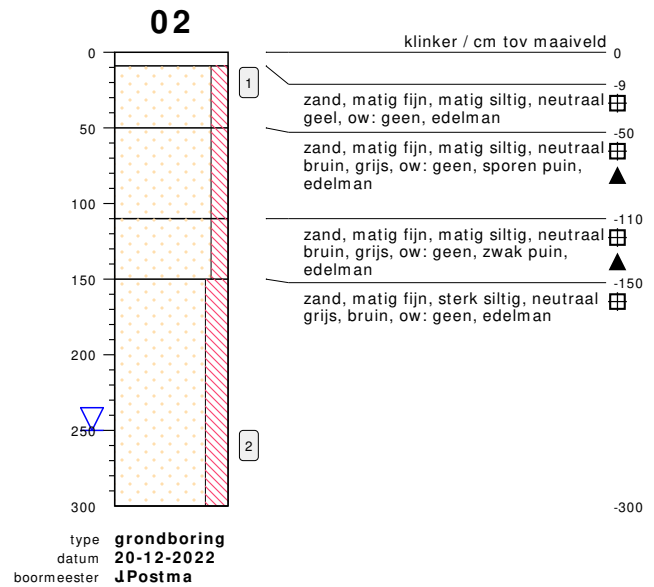 02
klinker / cm tov maaiveld
0
0
1
-9
zand, matig fijn, matig siltig, neutraal
geel, ow: geen, edelman
50
-50
zand, matig fijn, matig siltig, neutraal
bruin, grijs, ow: geen, sporen puin,
edelman
100
-110
zand, matig fijn, matig siltig, neutraal
bruin, grijs, ow: geen, zwak puin,
edelman
150
-150
zand, matig fijn, sterk siltig, neutraal
grijs, bruin, ow: geen, edelman
200
250
2
300
-300
type grondboring
datum 20-12-2022
boormeester J.Postma